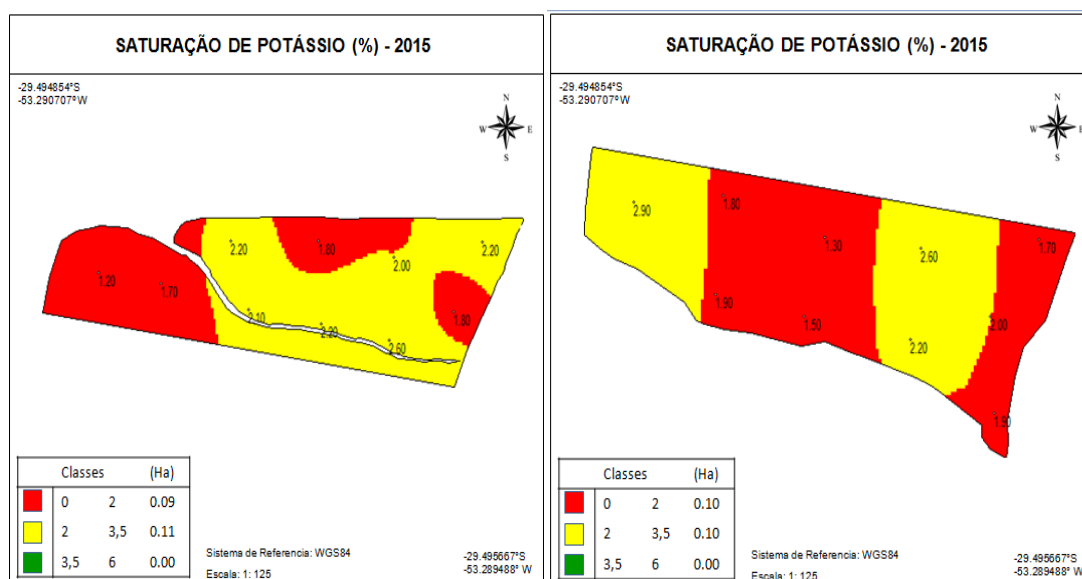 SATURAÇÃO DE POTÁSSIO (%) - 2015
-29.494854°S
-53.290707° W
N
W E
S
2.20
1.80
2.20
2.00
1.20
1.70
2.10
1.80
2.20
2.60
Classes (Ha)
0 2 0.09
2 3,5 0.11
3,5 6 0.00
Sistema de Referencia: WGS84
Escala: 1: 125
-29.495667°S
-53.289488° W
SATURAÇÃO DE POTÁSSIO (%) - 2015
-29.494854°S
-53.290707° W
N
W E
S
2.90
1.80
1.30
2.60
1.70
1.90
1.50
2.00
2.20
1.90
Classes (Ha)
0 2 0.10
2 3,5 0.10
3,5 6 0.00
Sistema de Referencia: WGS84
Escala: 1: 125
-29.495667°S
-53.289488° W